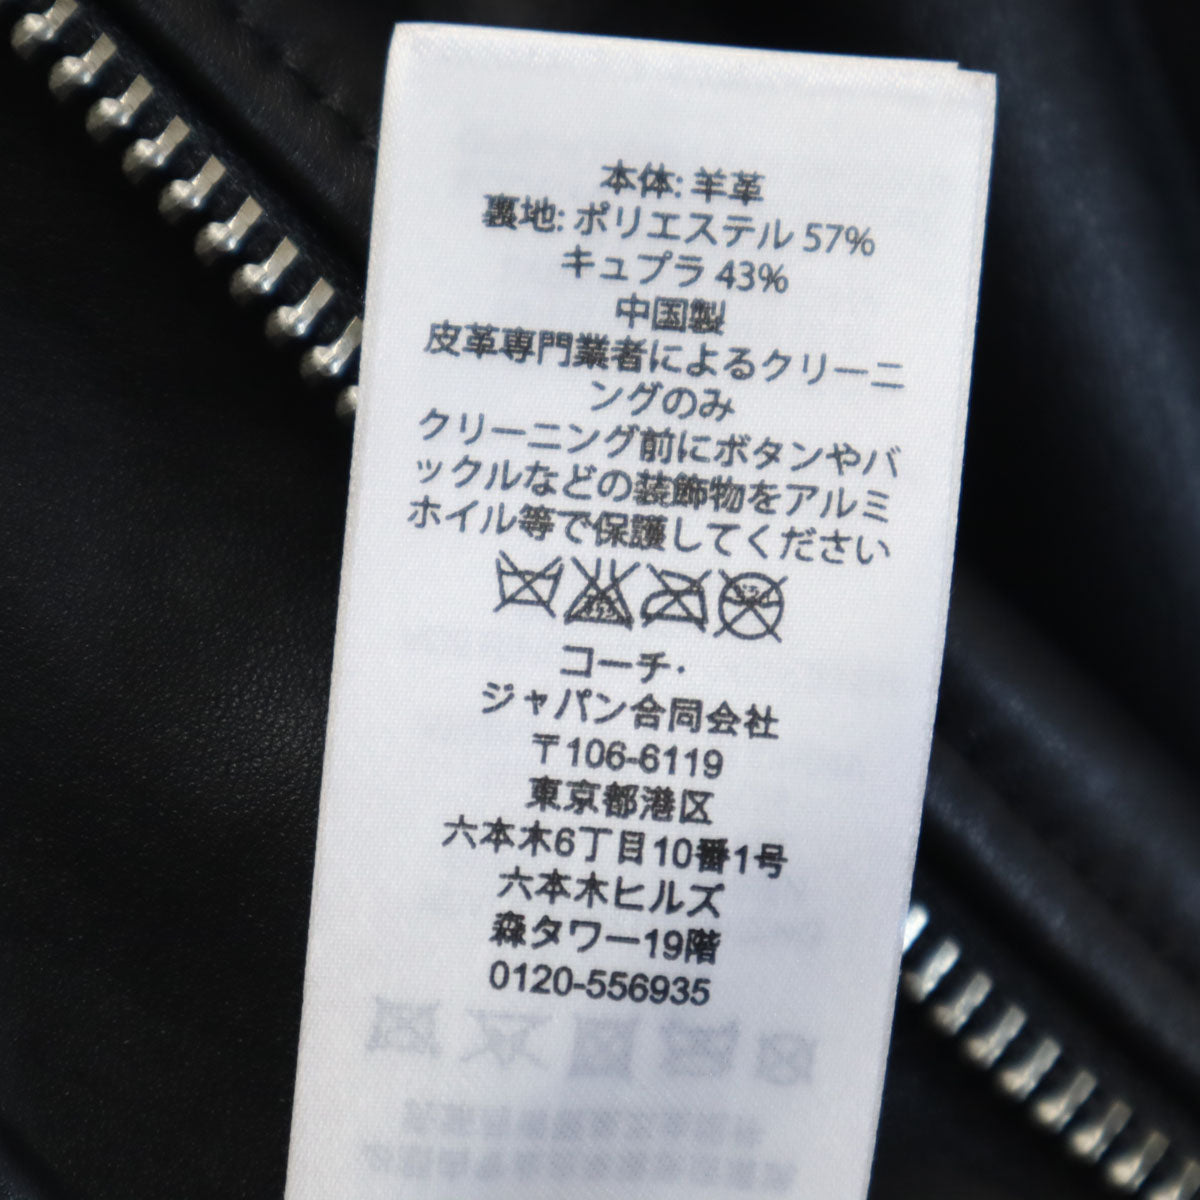 本体: 羊革
裏地: ポリエステル 57%
キュプラ 43%
中国製
皮革専門業者によるクリーニ
ングのみ
クリーニング前にボタンやバ
ックルなどの装飾物をアルミ
ホイル等で保護してください
コーチ・
ジャパン合同会社
〒106-6119
東京都港区
六本木6丁目10番1号
六本木ヒルズ
森タワー19階
0120-556935